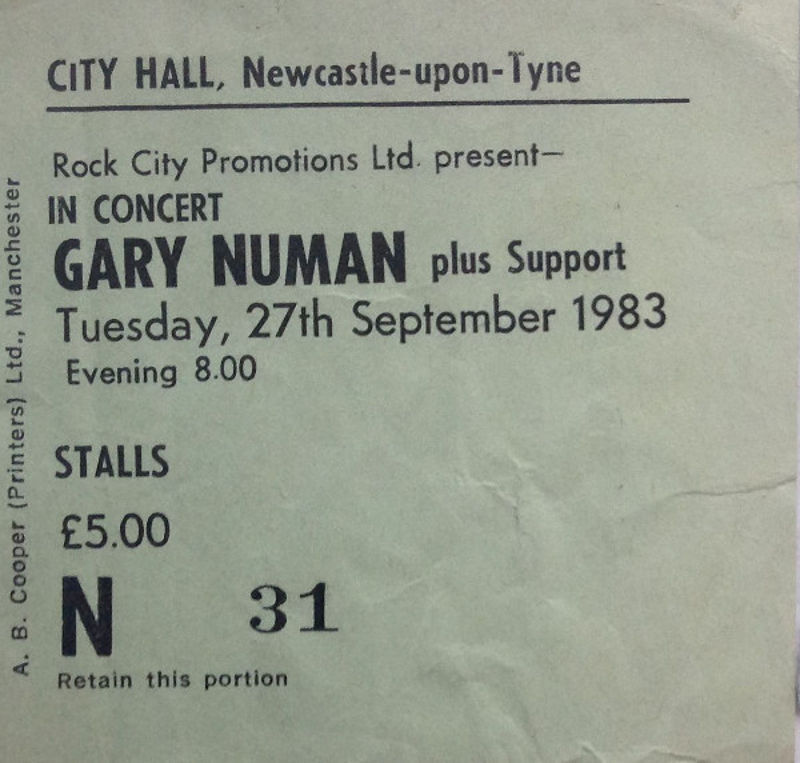 CITY HALL, Newcastle-upon-Tyne
Rock City Promotions Ltd. present—
IN CONCERT
GARY NUMAN plus Support
Tuesday, 27th September 1983
Evening 8.00
STALLS
£5.00
N 31
Retain this portion
A. B. Cooper (Printers) Ltd., Manchester